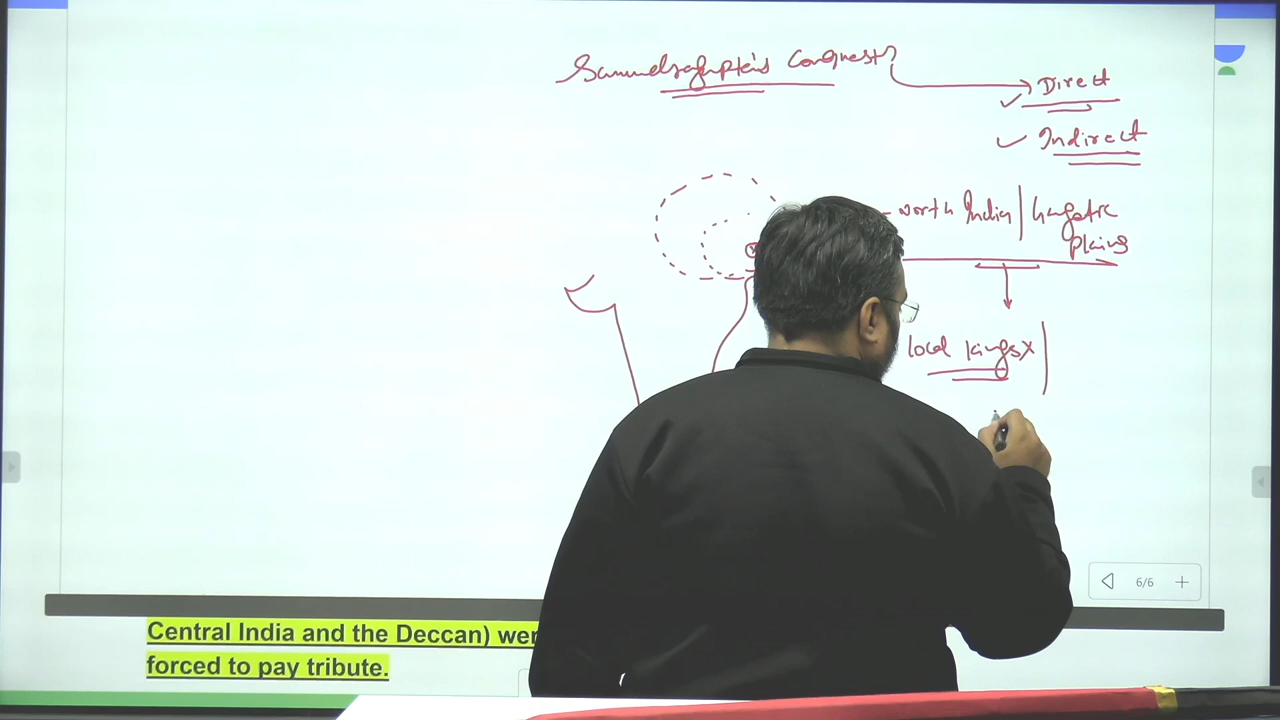 Samudragupta's Conquests
✓ Direct
✓ Indirect
North India | Gangetic
plains
local kings x |
6/6
Central India and the Deccan) wer
forced to pay tribute.